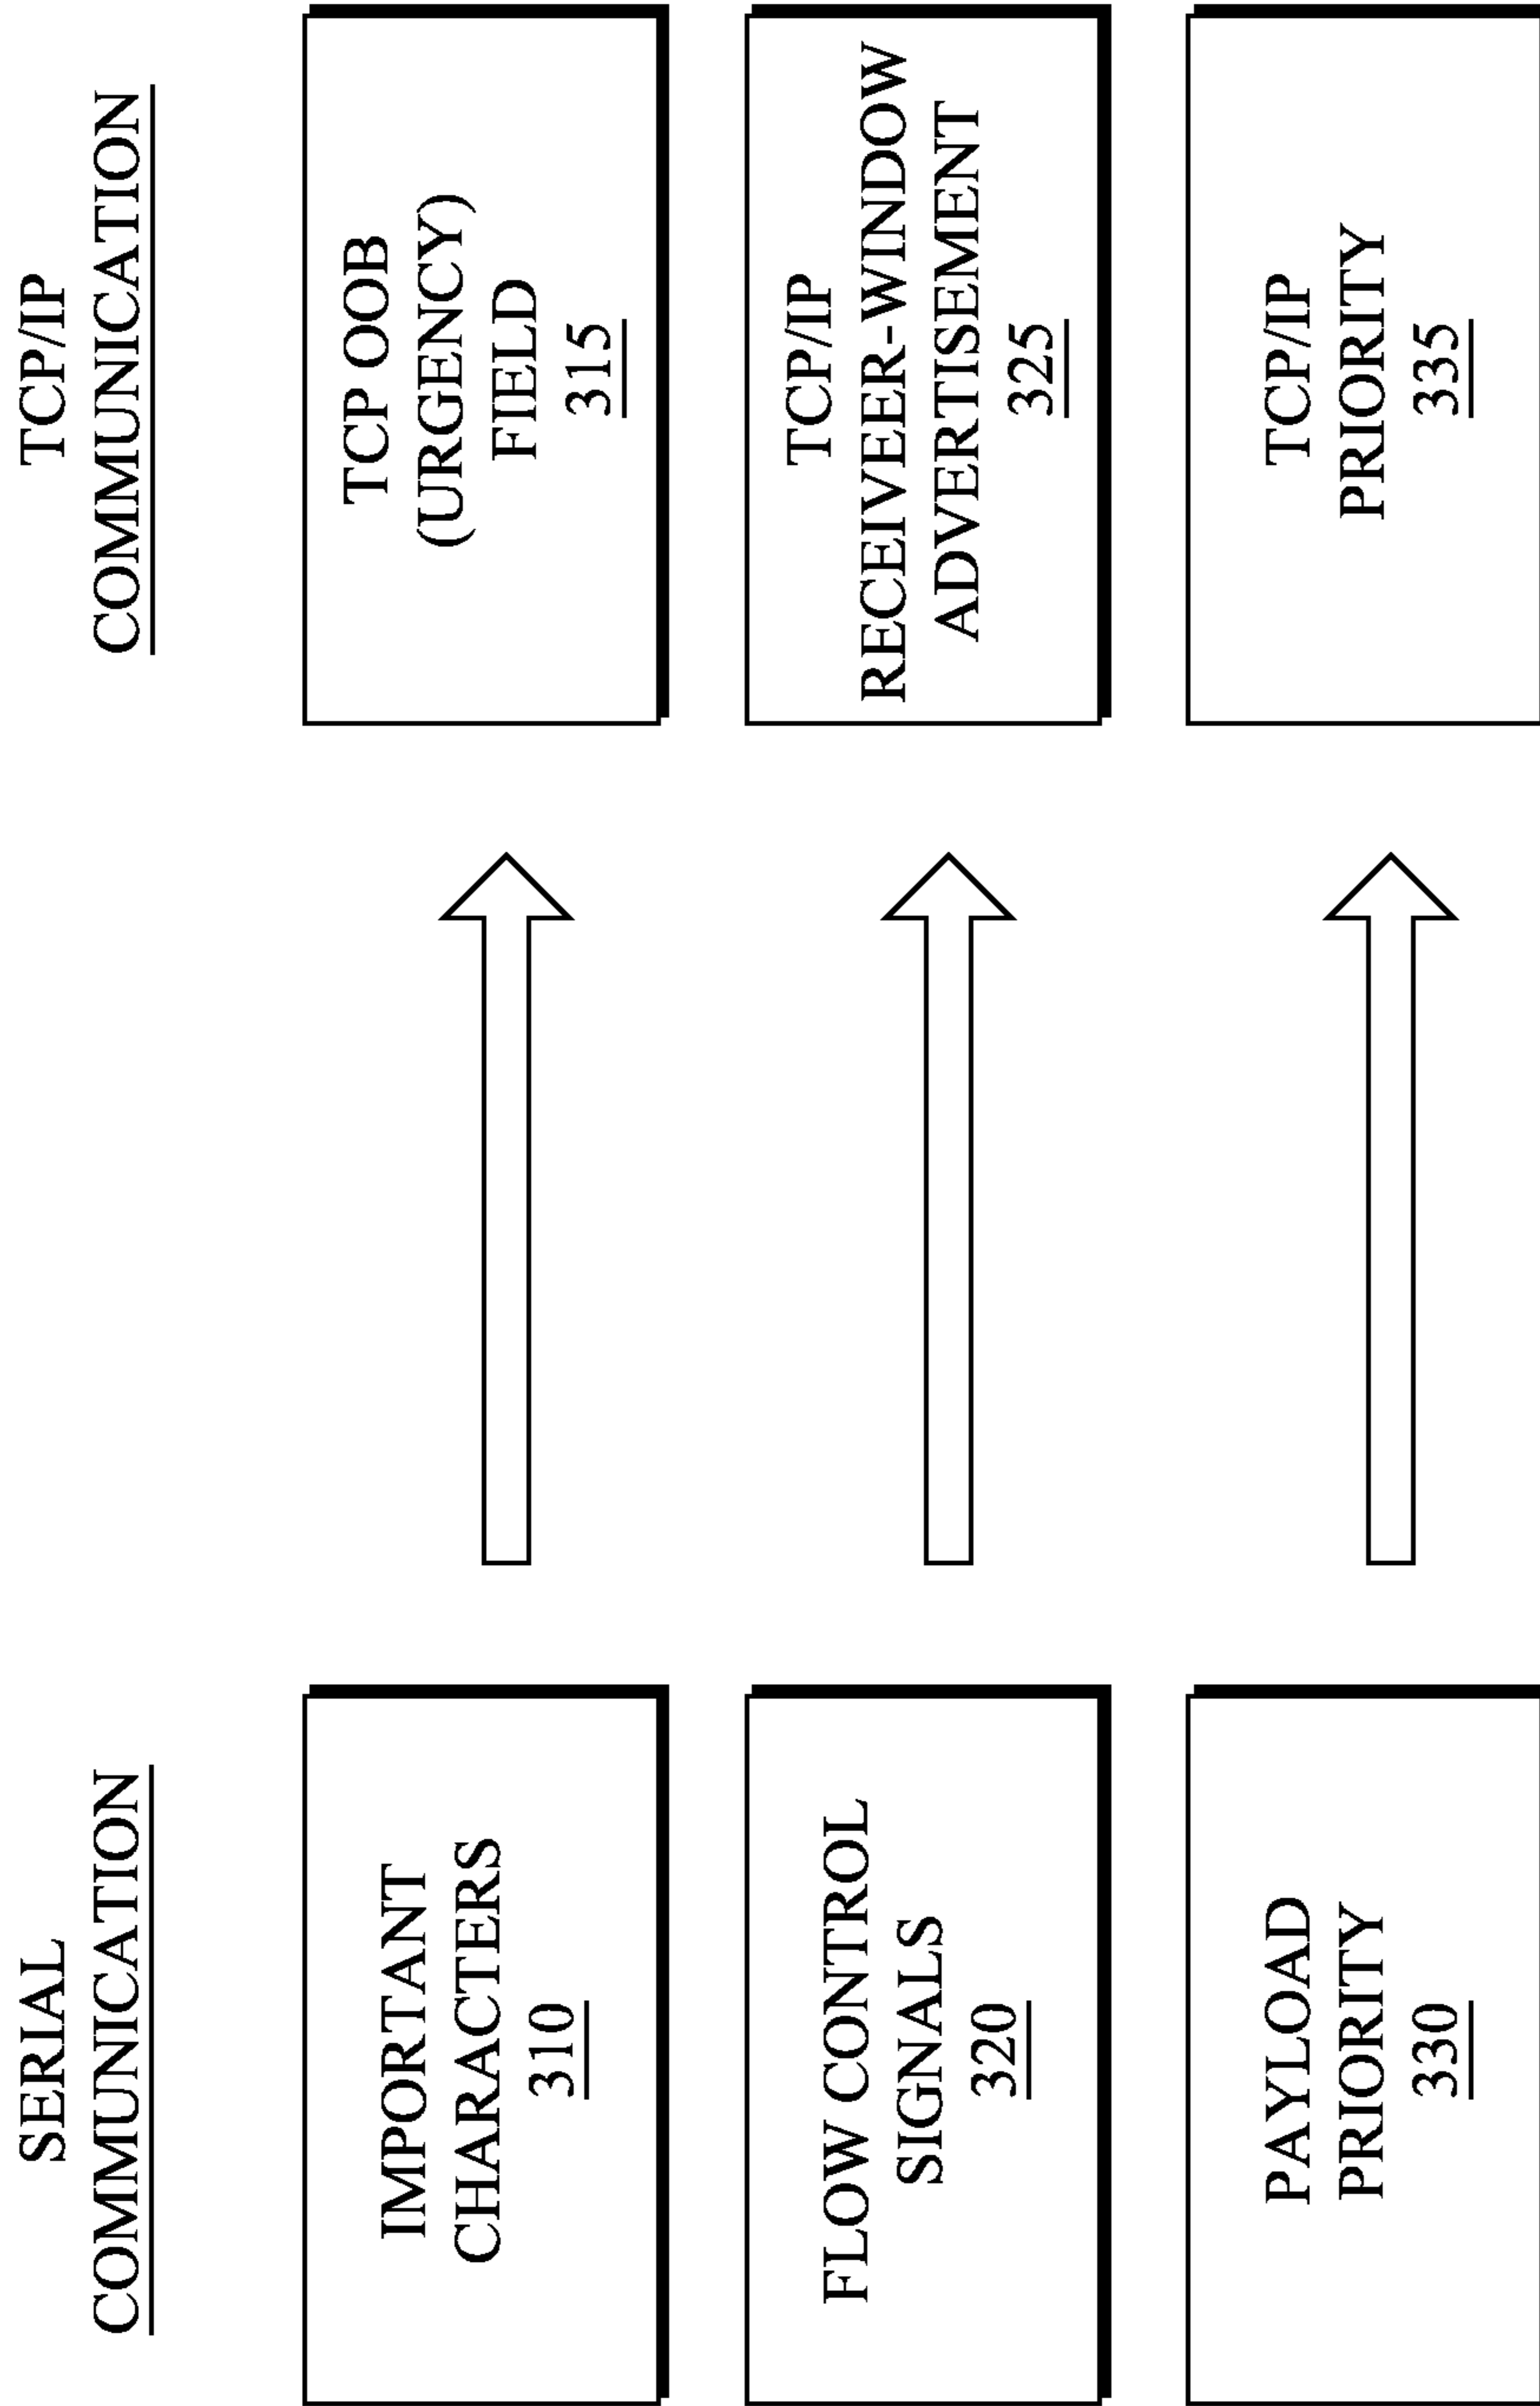 SERIAL
COMMUNICATION
TCP/IP
COMMUNICATION
IMPORTANT
CHARACTERS
310
TCP OOB
(URGENCY)
FIELD
315
FLOW CONTROL
SIGNALS
320
TCP/IP
RECEIVER-WINDOW
ADVERTISEMENT
325
PAYLOAD
PRIORITY
330
TCP/IP
PRIORITY
335